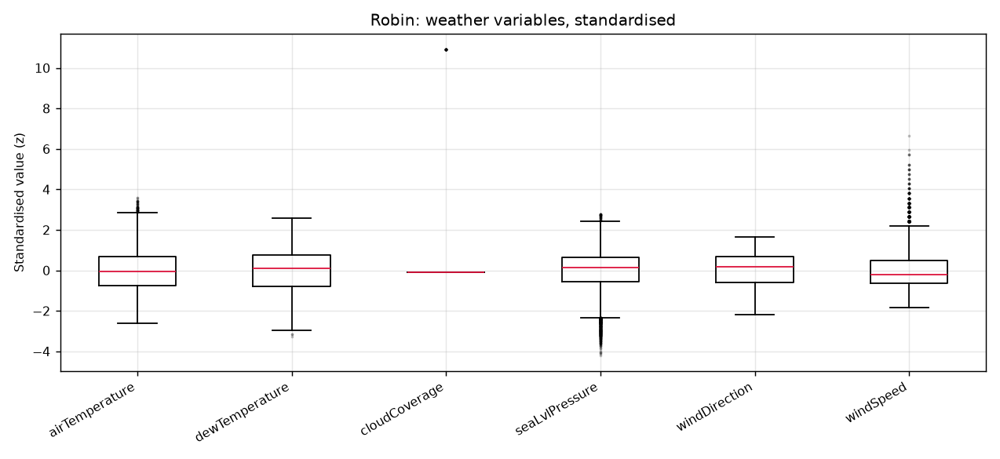 Robin: weather variables, standardised
Standardised value (z)
10
8
6
4
2
0
−2
−4
airTemperature
dewTemperature
cloudCoverage
seaLvlPressure
windDirection
windSpeed